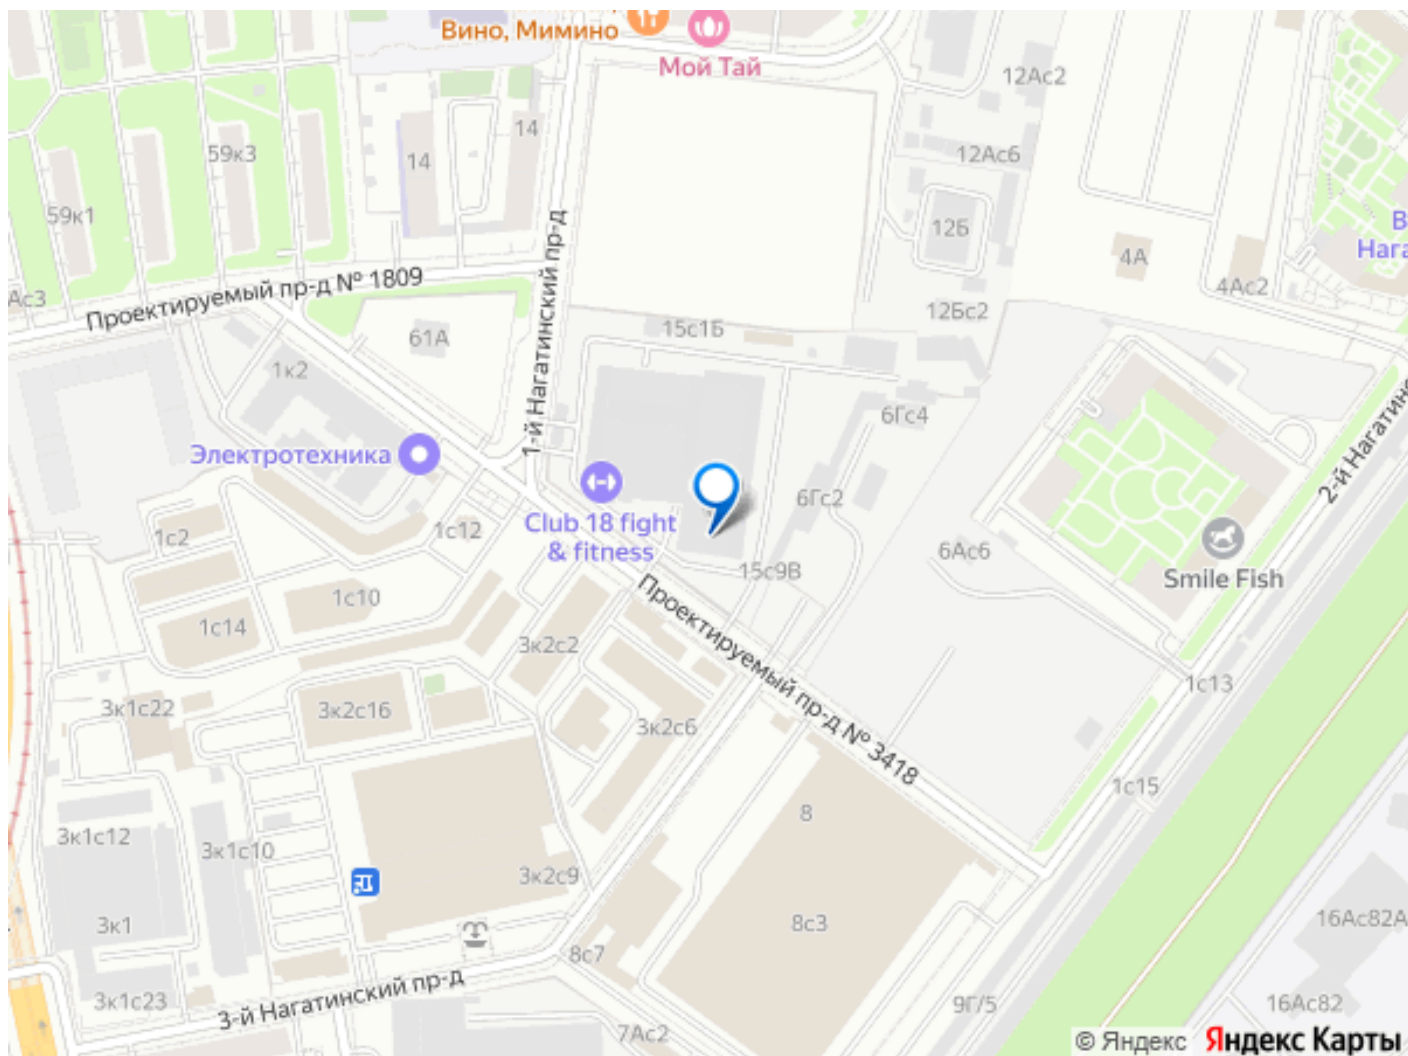 Вино, Мимино
Мой Тай
12Ас2
14
14
59к3
12Ас6
59к1
12Б
В
Нага
4А
4Ас2
Ас3
Проектируемый пр-д № 1809
1-й Нагатинский пр-д
12Бс2
15с1Б
61А
1к2
6Гс4
2-й Нагатинс
Электротехника
6Гс2
Club 18 fight
& fitness
1с2
1с12
6Ас6
Smile Fish
15с9В
1с10
1с14
3к2с2
Проектируемый пр-д № 3418
1с13
3к1с22
3к2с16
3к2с6
1с15
8
3к1с12
3к1с10
3к2с9
3к1
8с3
16Ас82А
8с7
3к1с23
3-й Нагатинский пр-д
9Г/5
16Ас82
7Ас2
© Яндекс Яндекс Карты